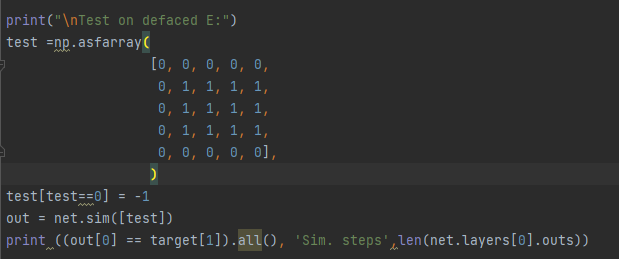 print("\nTest on defaced E:")
test =np.asfarray(
[0, 0, 0, 0, 0,
0, 1, 1, 1, 1,
0, 1, 1, 1, 1,
0, 1, 1, 1, 1,
0, 0, 0, 0, 0],
)
test[test==0] = -1
out = net.sim([test])
print ((out[0] == target[1]).all(), 'Sim. steps',len(net.layers[0].outs))